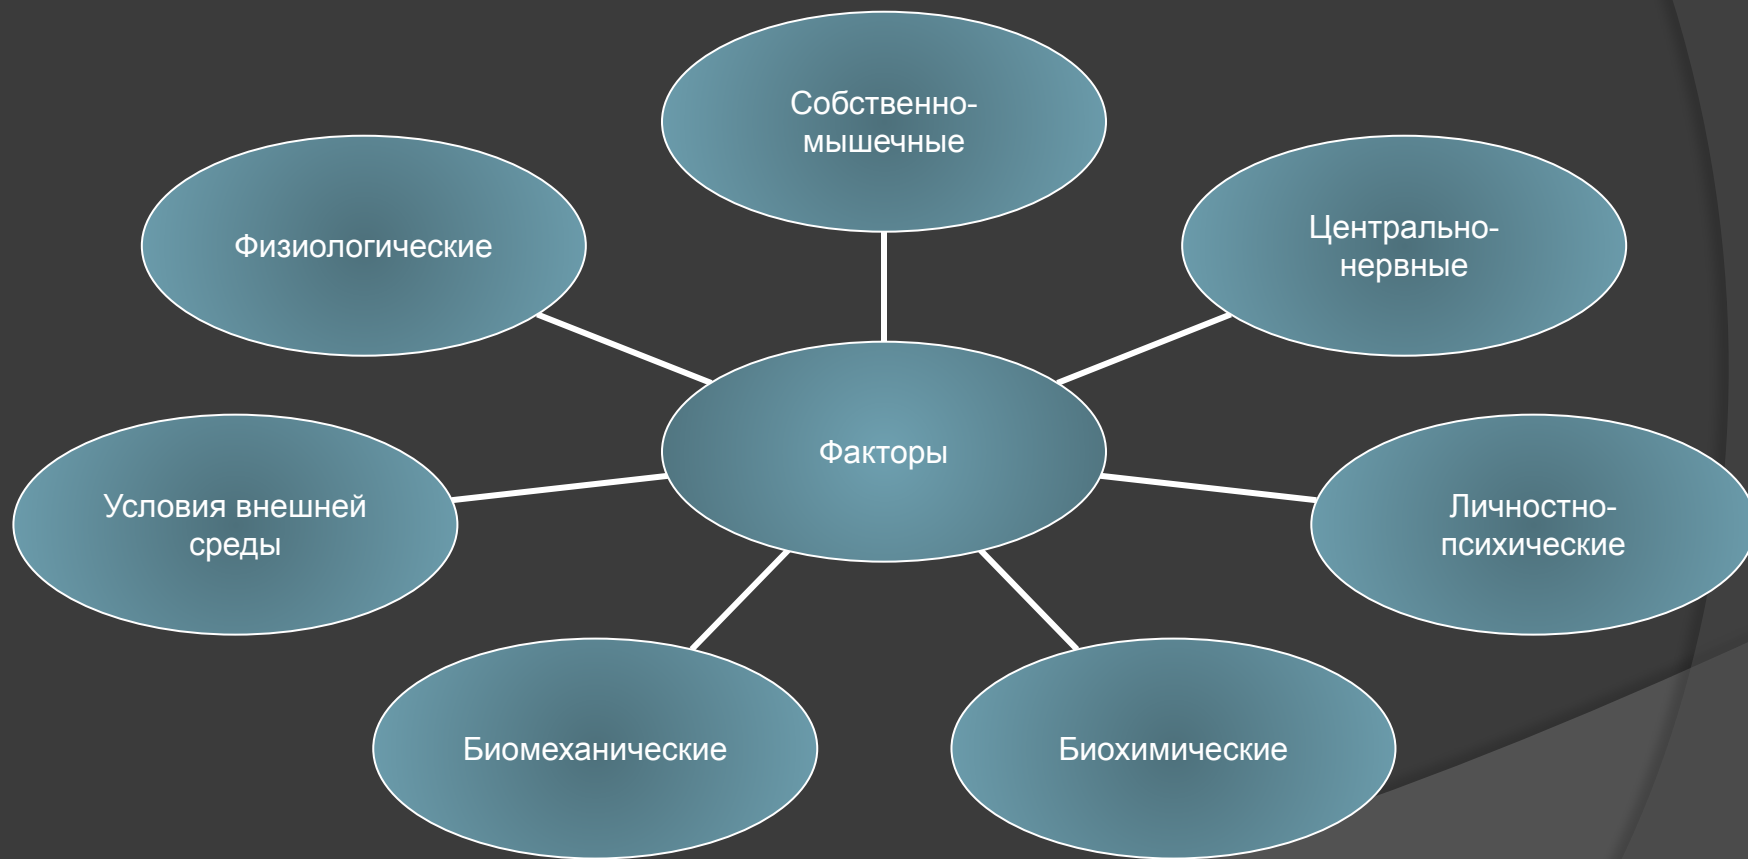 Собственно-
мышечные
Физиологические
Центрально-
нервные
Факторы
Условия внешней
среды
Личностно-
психические
Биомеханические
Биохимические